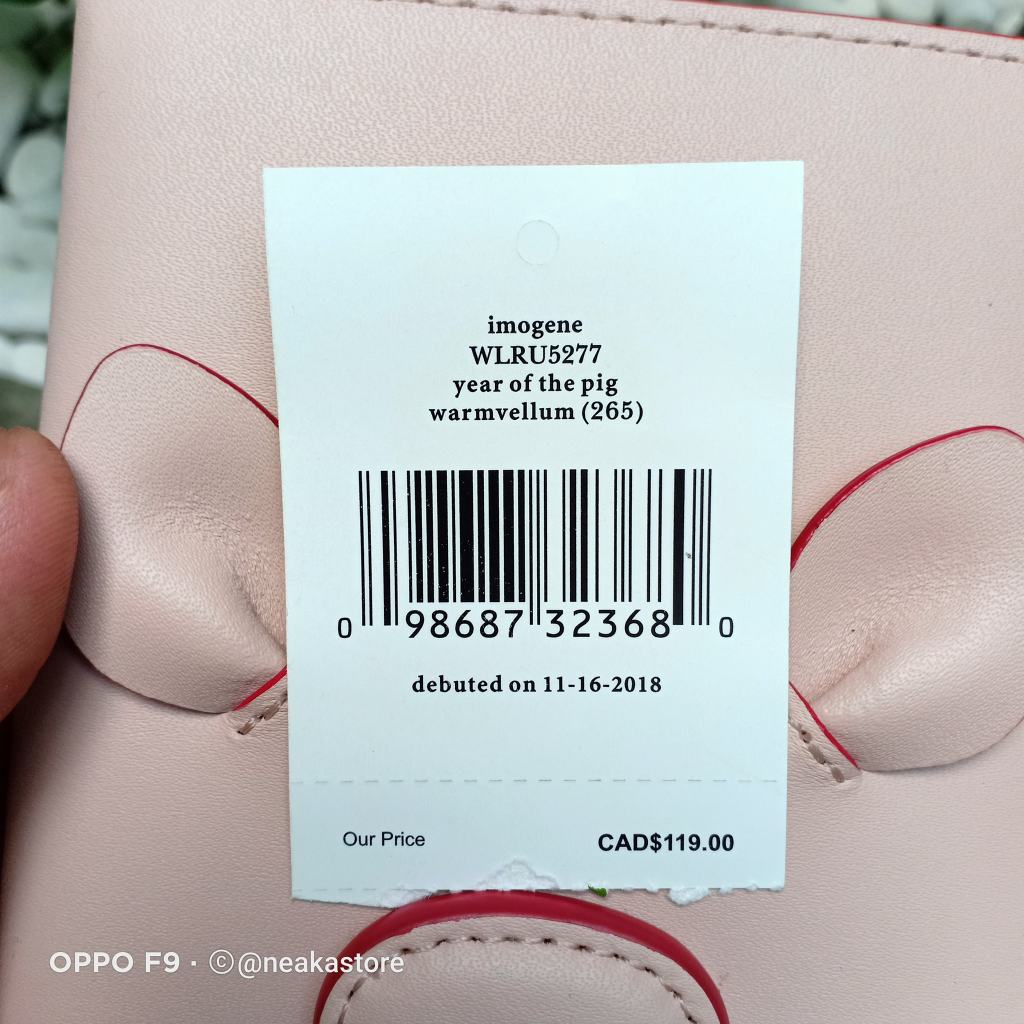 imogene
WLRU5277
year of the pig
warmvellum (265)
0 98687 32368 0
debuted on 11-16-2018
Our Price CAD$119.00
OPPO F9 · ©@neakastore